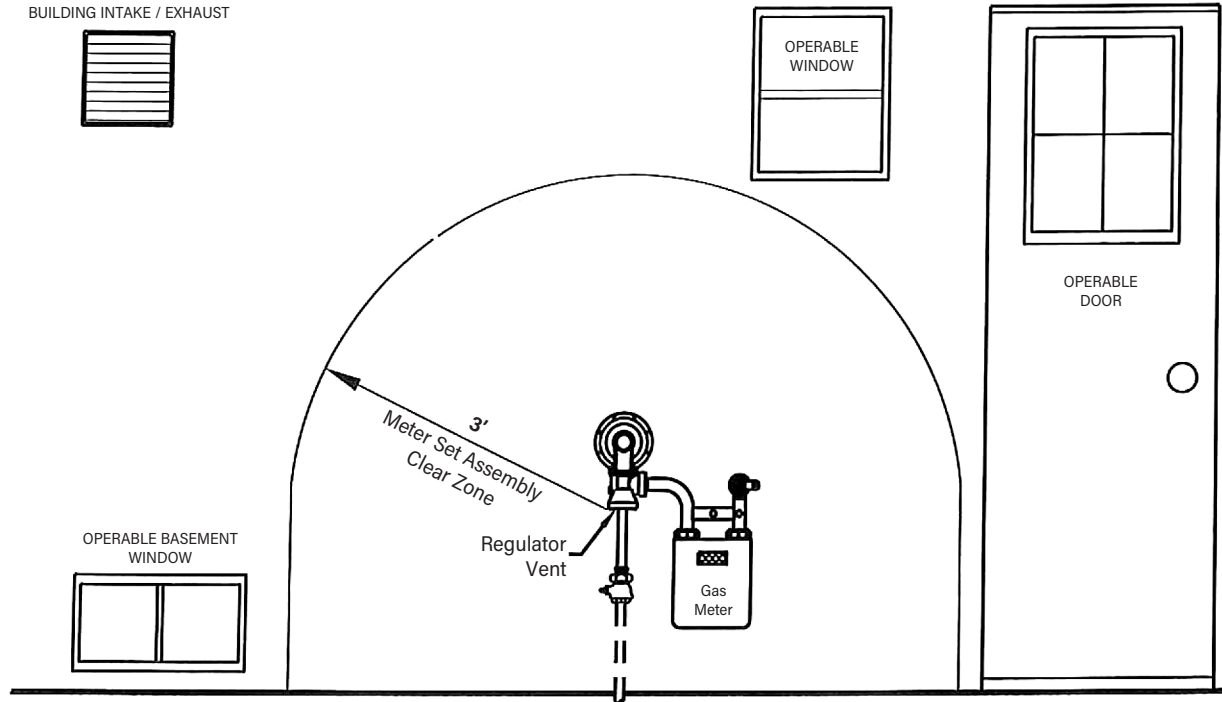 BUILDING INTAKE / EXHAUST
OPERABLE
WINDOW
OPERABLE
DOOR
3'
Meter Set Assembly
Clear Zone
OPERABLE BASEMENT
WINDOW
Regulator
Vent
Gas
Meter